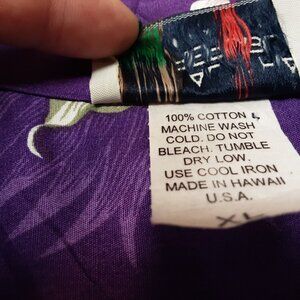 100% COTTON L
MACHINE WASH
COLD. DO NOT
BLEACH. TUMBLE
DRY LOW.
USE COOL IRON
MADE IN HAWAII
U.S.A.
XL